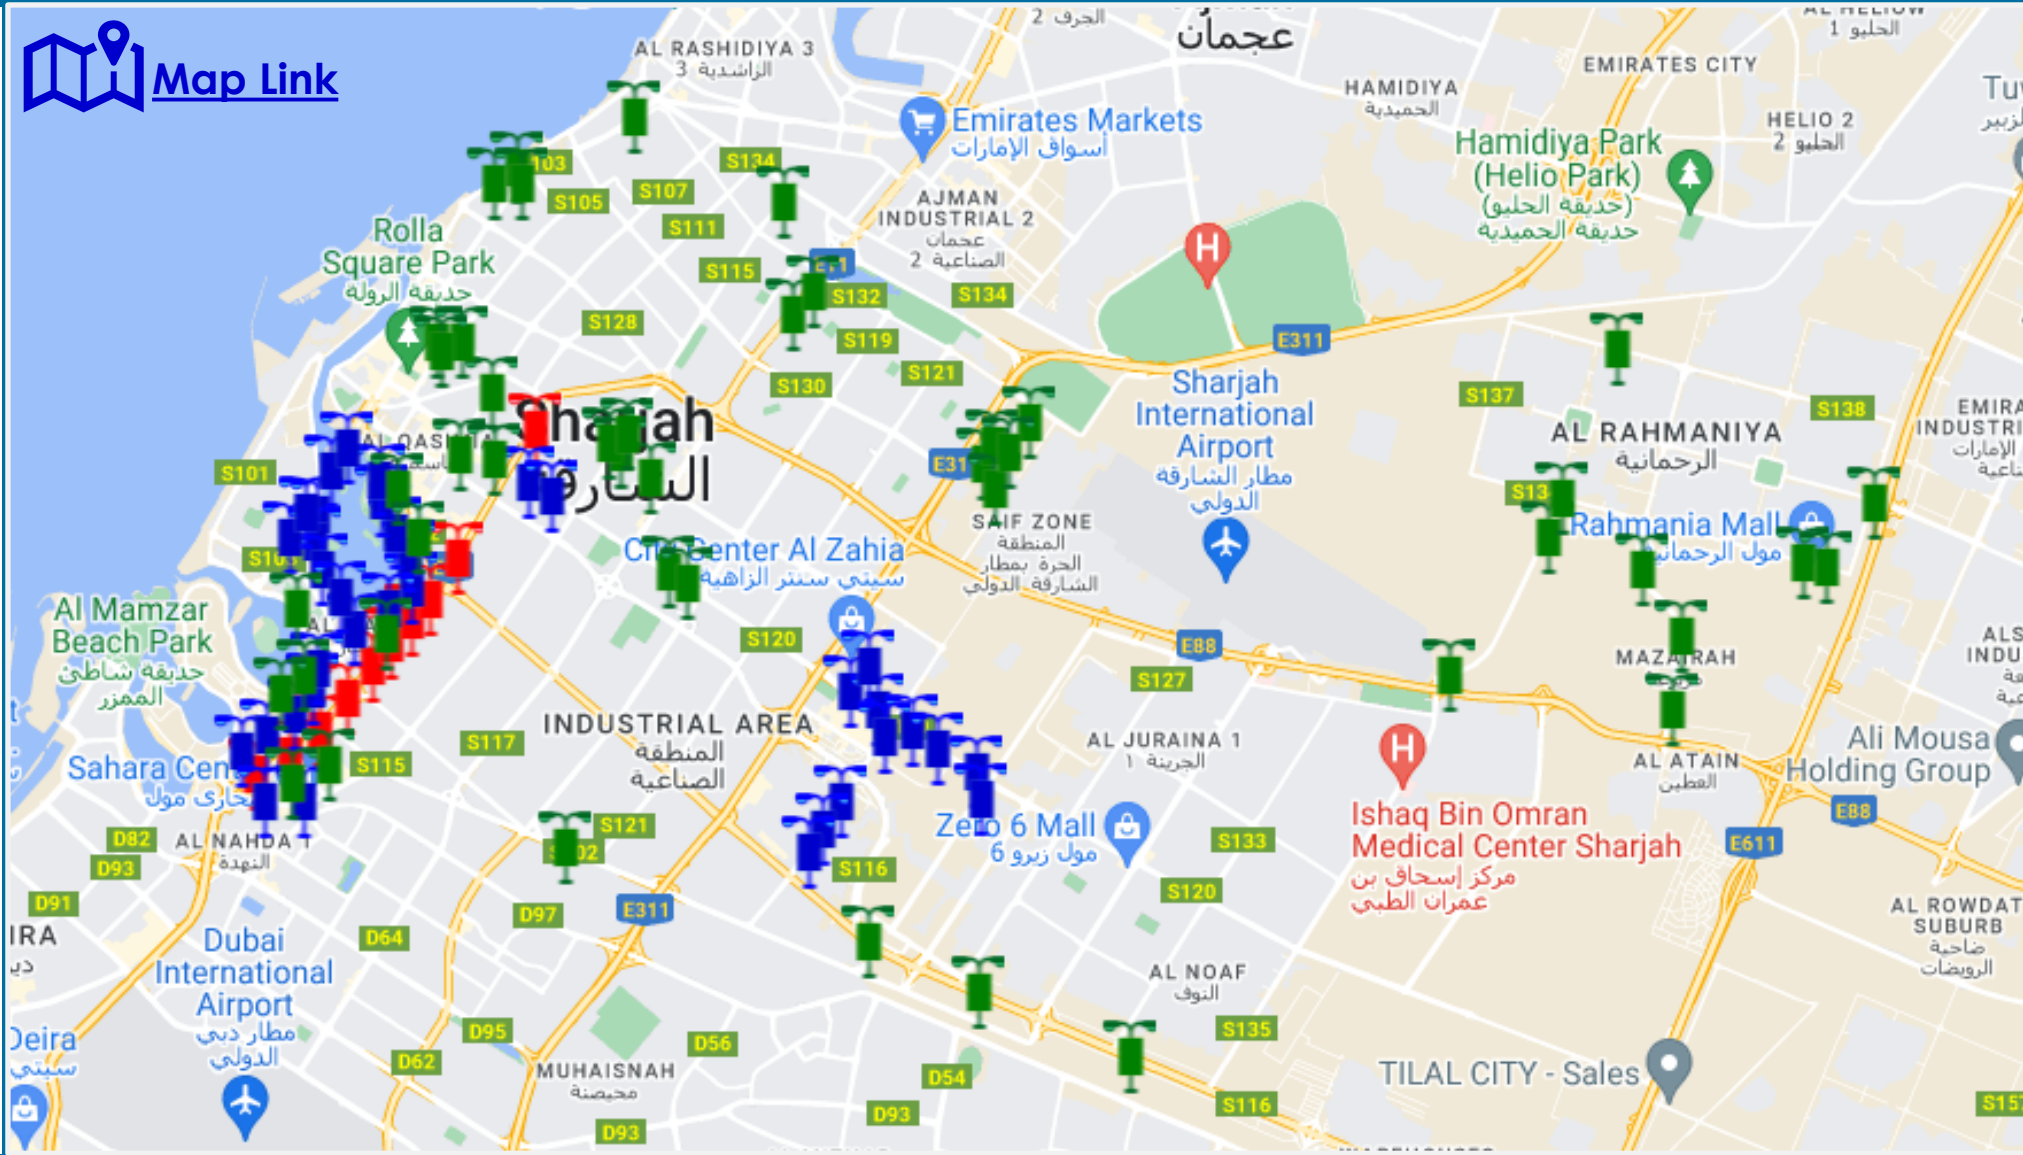 Map Link
الجرف 2
عجمان
الحليو 1
AL RASHIDIYA 3
الراشدية 3
EMIRATES CITY
HAMIDIYA
الحميدية
HELIO 2
الحليو 2
Emirates Markets
أسواق الإمارات
Hamidiya Park
(Helio Park)
(حديقة الحليو)
حديقة الحميدية
S134
S105
S107
S111
AJMAN
INDUSTRIAL 2
عجمان
الصناعية 2
Rolla
Square Park
حديقة الرولة
S115
S132
S134
S128
S119
E311
S130
S121
Sharjah
International
Airport
مطار الشارقة
الدولي
S137
S138
AL RAHMANIYA
الرحمانية
Sharjah
S101
SAIF ZONE
المنطقة
الحرة بمطار
الشارقة الدولي
Rahmania Mall
مول الرحمانية
City Center Al Zahia
سيتي سنتر الزاهية
Al Mamzar
Beach Park
حديقة شاطئ
الممزر
S120
E88
S127
MAZAIRAH
INDUSTRIAL AREA
المنطقة
الصناعية
S117
S115
AL JURAINA 1
الجرينة ١
AL ATAIN
العطين
Ali Mousa
Holding Group
Sahara Cen
E88
D82
D93
AL NAHDA 1
النهدة
S121
S116
Zero 6 Mall
مول زيرو 6
S133
Ishaq Bin Omran
Medical Center Sharjah
مركز إسحاق بن
عمران الطبي
E611
S120
D91
D97
E311
D64
AL ROWDAT
SUBURB
ضاحية
الرويضات
Dubai
International
Airport
مطار دبي
الدولي
AL NOAF
النوف
D95
D56
S135
Deira
سيتي
D62
MUHAISNAH
محيصنة
D54
TILAL CITY - Sales
S116
D93
D93
S157